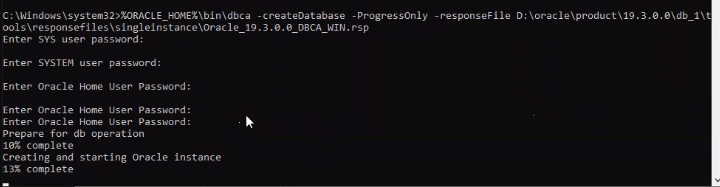 C:\Windows\system32>%ORACLE_HOME%\bin\dbca -createDatabase -ProgressOnly -responseFile D:\oracle\product\19.3.0.0\db_1\t
ools\responsefiles\singleinstance\Oracle_19.3.0.0_DBCA_WIN.rsp
Enter SYS user password:
Enter SYSTEM user password:
Enter Oracle Home User Password:
Enter Oracle Home User Password:
Enter Oracle Home User Password:
Prepare for db operation
10% complete
Creating and starting Oracle instance
13% complete